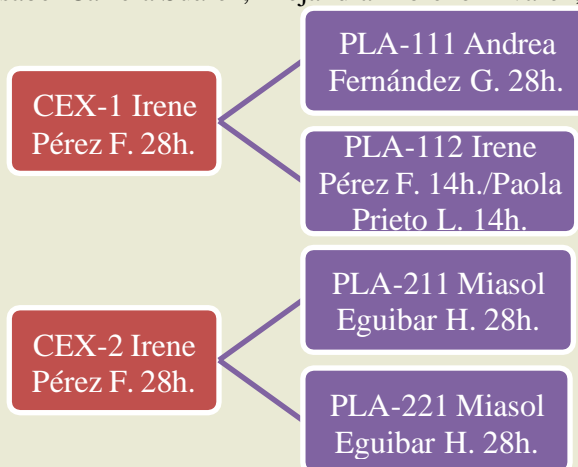 PLA-111 Andrea
Fernández G. 28h.
CEX-1 Irene
Pérez F. 28h.
PLA-112 Irene
Pérez F. 14h./Paola
Prieto L. 14h.
PLA-211 Miasol
Eguibar H. 28h.
CEX-2 Irene
Pérez F. 28h.
PLA-221 Miasol
Eguibar H. 28h.